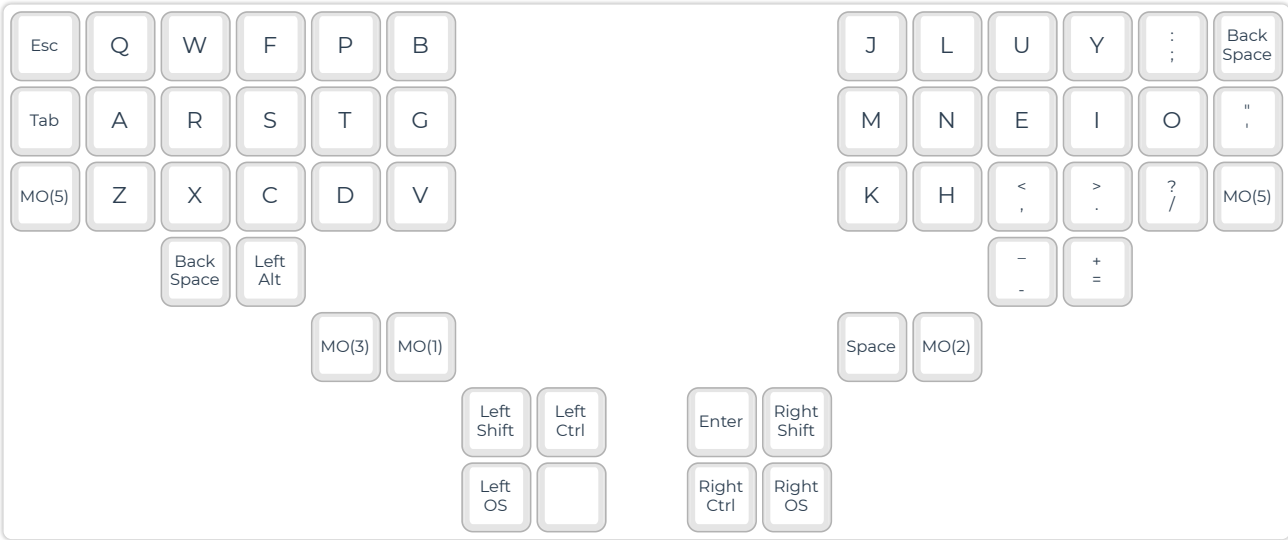 Esc Q W F P B J L U Y : ; Back Space
Tab A R S T G M N E I O " '
MO(5) Z X C D V K H < , > . ? / MO(5)
Back Space Left Alt _ - + =
MO(3) MO(1) Space MO(2)
Left Shift Left Ctrl Enter Right Shift
Left OS Right Ctrl Right OS